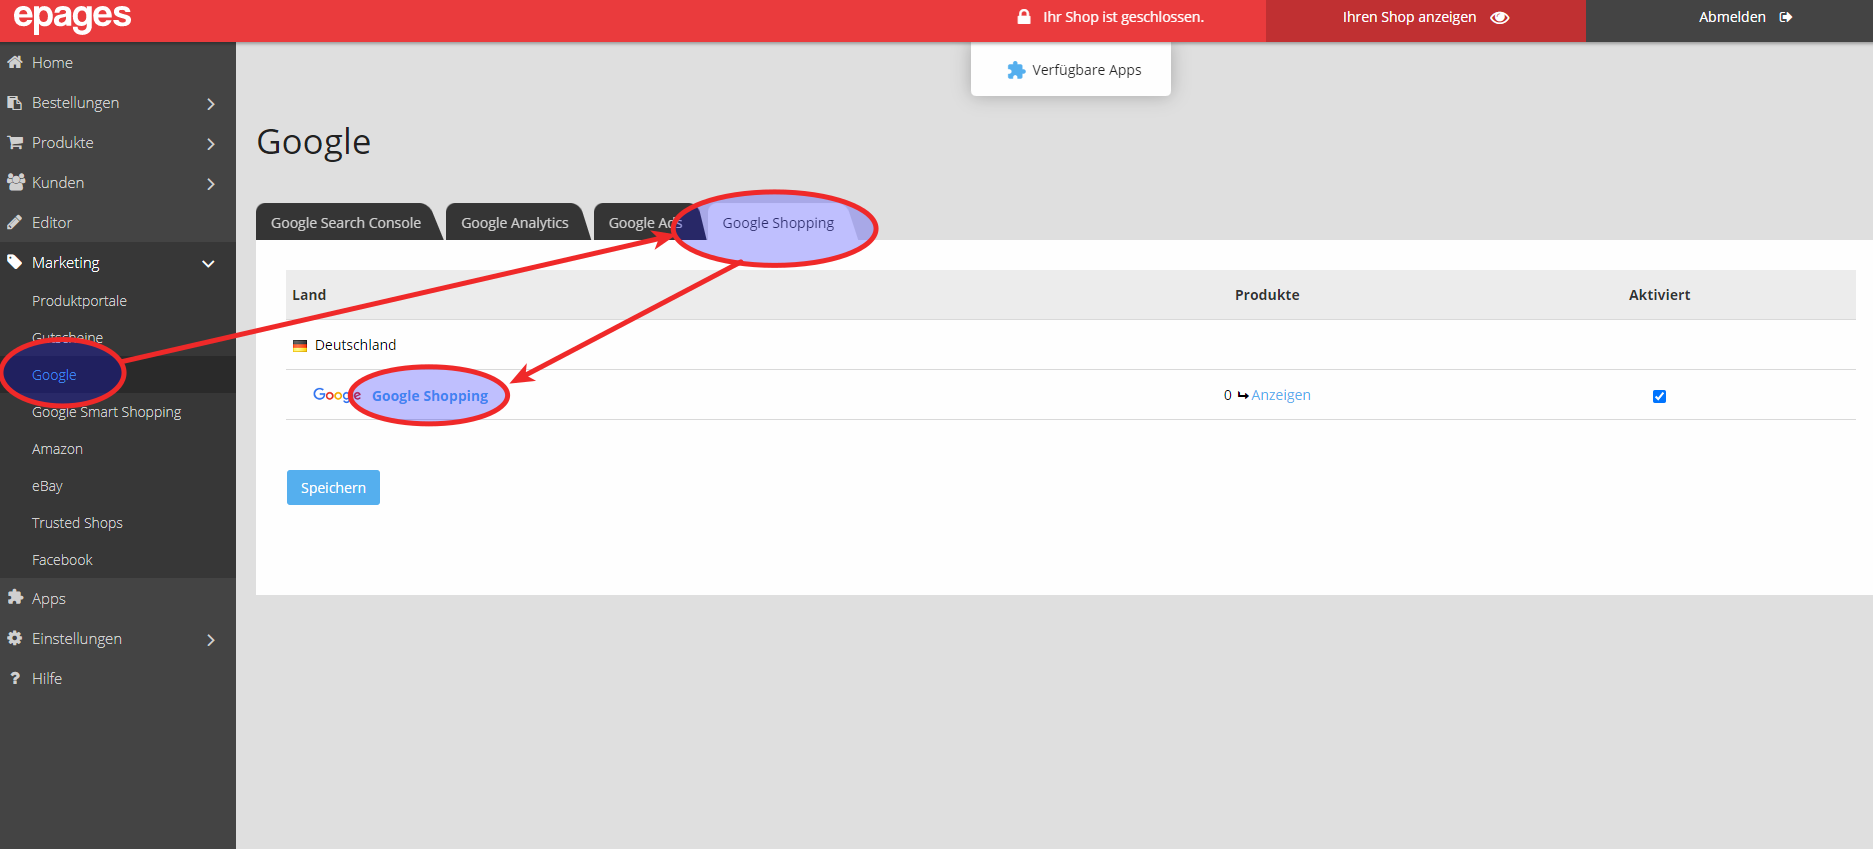 epages
Ihr Shop ist geschlossen.
Ihren Shop anzeigen
Abmelden
Verfügbare Apps
Home
Bestellungen
Produkte
Kunden
Editor
Marketing
Produktportale
Gutscheine
Google
Google Smart Shopping
Amazon
eBay
Trusted Shops
Facebook
Apps
Einstellungen
? Hilfe
Google
Google Search Console
Google Analytics
Google Ads
Google Shopping
Land Produkte Aktiviert
Deutschland
Google Google Shopping 0 Anzeigen
Speichern